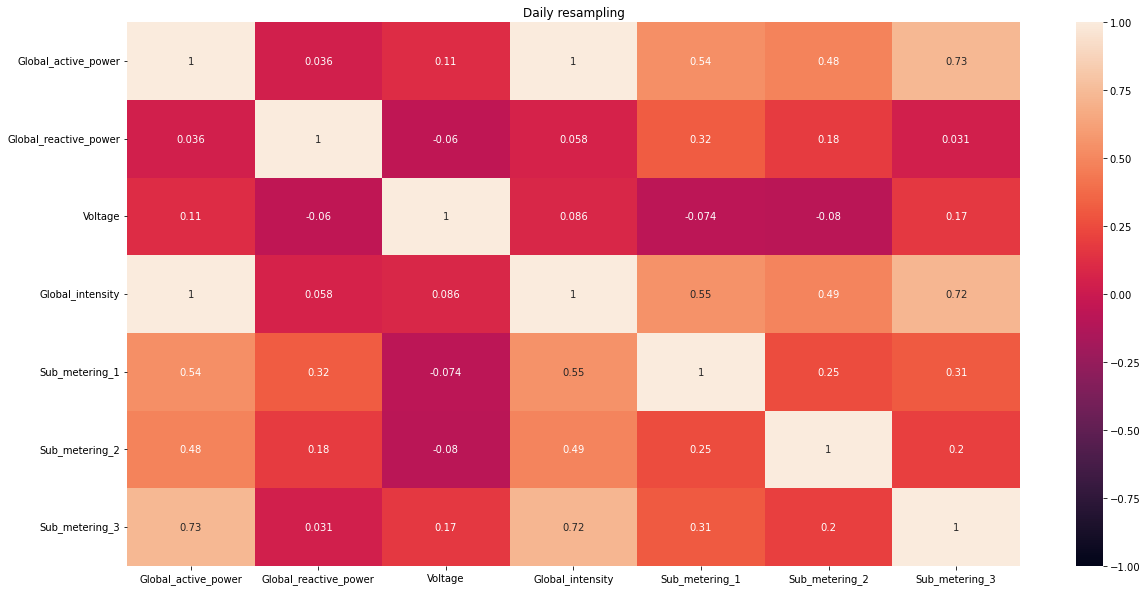 Daily resampling
Global_active_power 1 0.036 0.11 1 0.54 0.48 0.73
Global_reactive_power 0.036 1 -0.06 0.058 0.32 0.18 0.031
Voltage 0.11 -0.06 1 0.086 -0.074 -0.08 0.17
Global_intensity 1 0.058 0.086 1 0.55 0.49 0.72
Sub_metering_1 0.54 0.32 -0.074 0.55 1 0.25 0.31
Sub_metering_2 0.48 0.18 -0.08 0.49 0.25 1 0.2
Sub_metering_3 0.73 0.031 0.17 0.72 0.31 0.2 1
Global_active_power Global_reactive_power Voltage Global_intensity Sub_metering_1 Sub_metering_2 Sub_metering_3
1.00
0.75
0.50
0.25
0.00
-0.25
-0.50
-0.75
-1.00